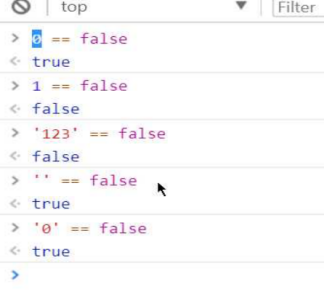 top
Filter
> 0 == false
< true
> 1 == false
< false
> '123' == false
< false
> '' == false
< true
> '0' == false
< true
>